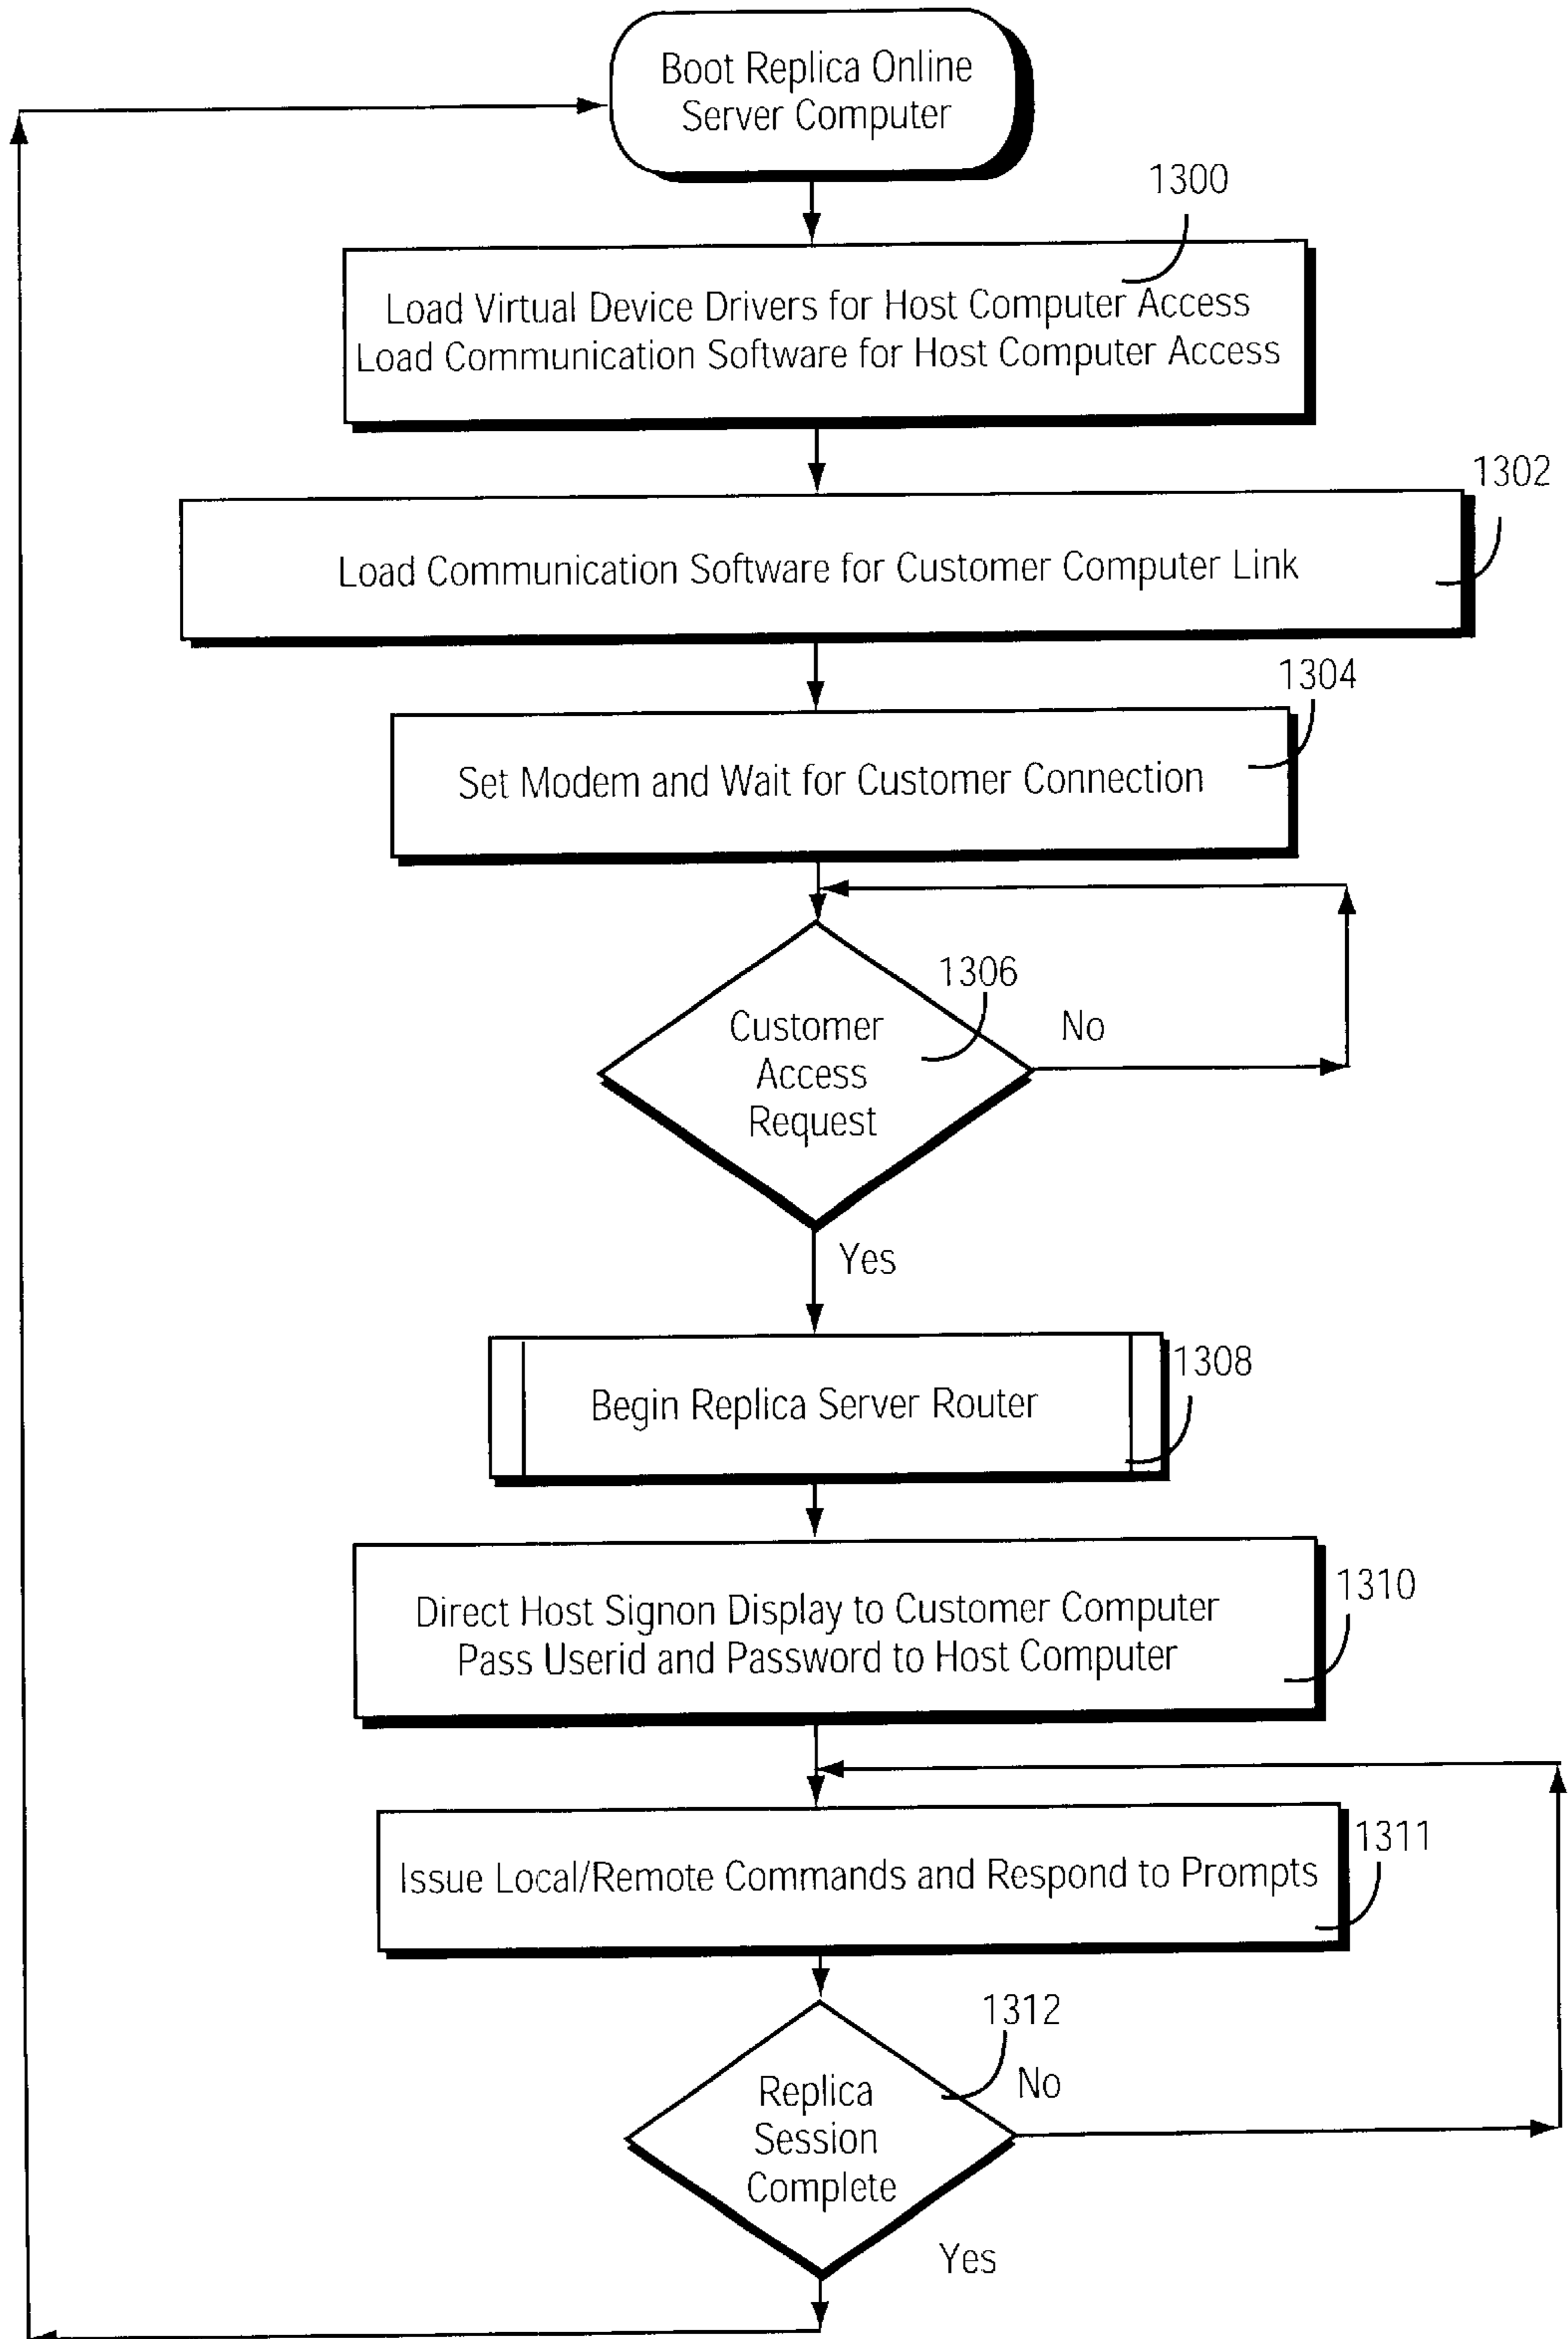 Boot Replica Online
Server Computer
1300
Load Virtual Device Drivers for Host Computer Access
Load Communication Software for Host Computer Access
1302
Load Communication Software for Customer Computer Link
1304
Set Modem and Wait for Customer Connection
1306
Customer
Access
Request
No
Yes
1308
Begin Replica Server Router
1310
Direct Host Signon Display to Customer Computer
Pass Userid and Password to Host Computer
1311
Issue Local/Remote Commands and Respond to Prompts
1312
Replica
Session
Complete
No
Yes